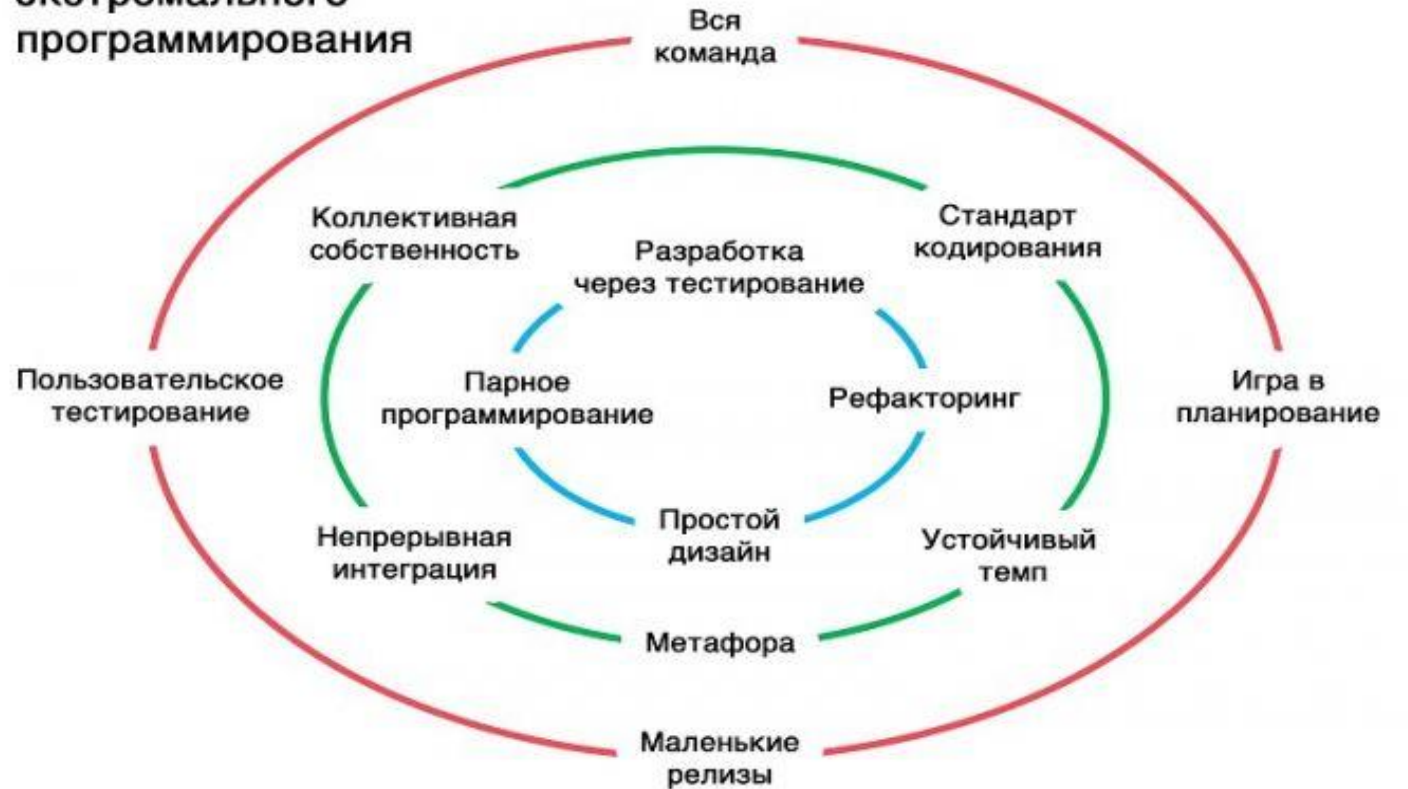 программирования
Вся
команда
Коллективная
собственность
Разработка
через тестирование
Стандарт
кодирования
Пользовательское
тестирование
Парное
программирование
Рефакторинг
Игра в
планирование
Непрерывная
интеграция
Простой
дизайн
Устойчивый
темп
Метафора
Маленькие
релизы